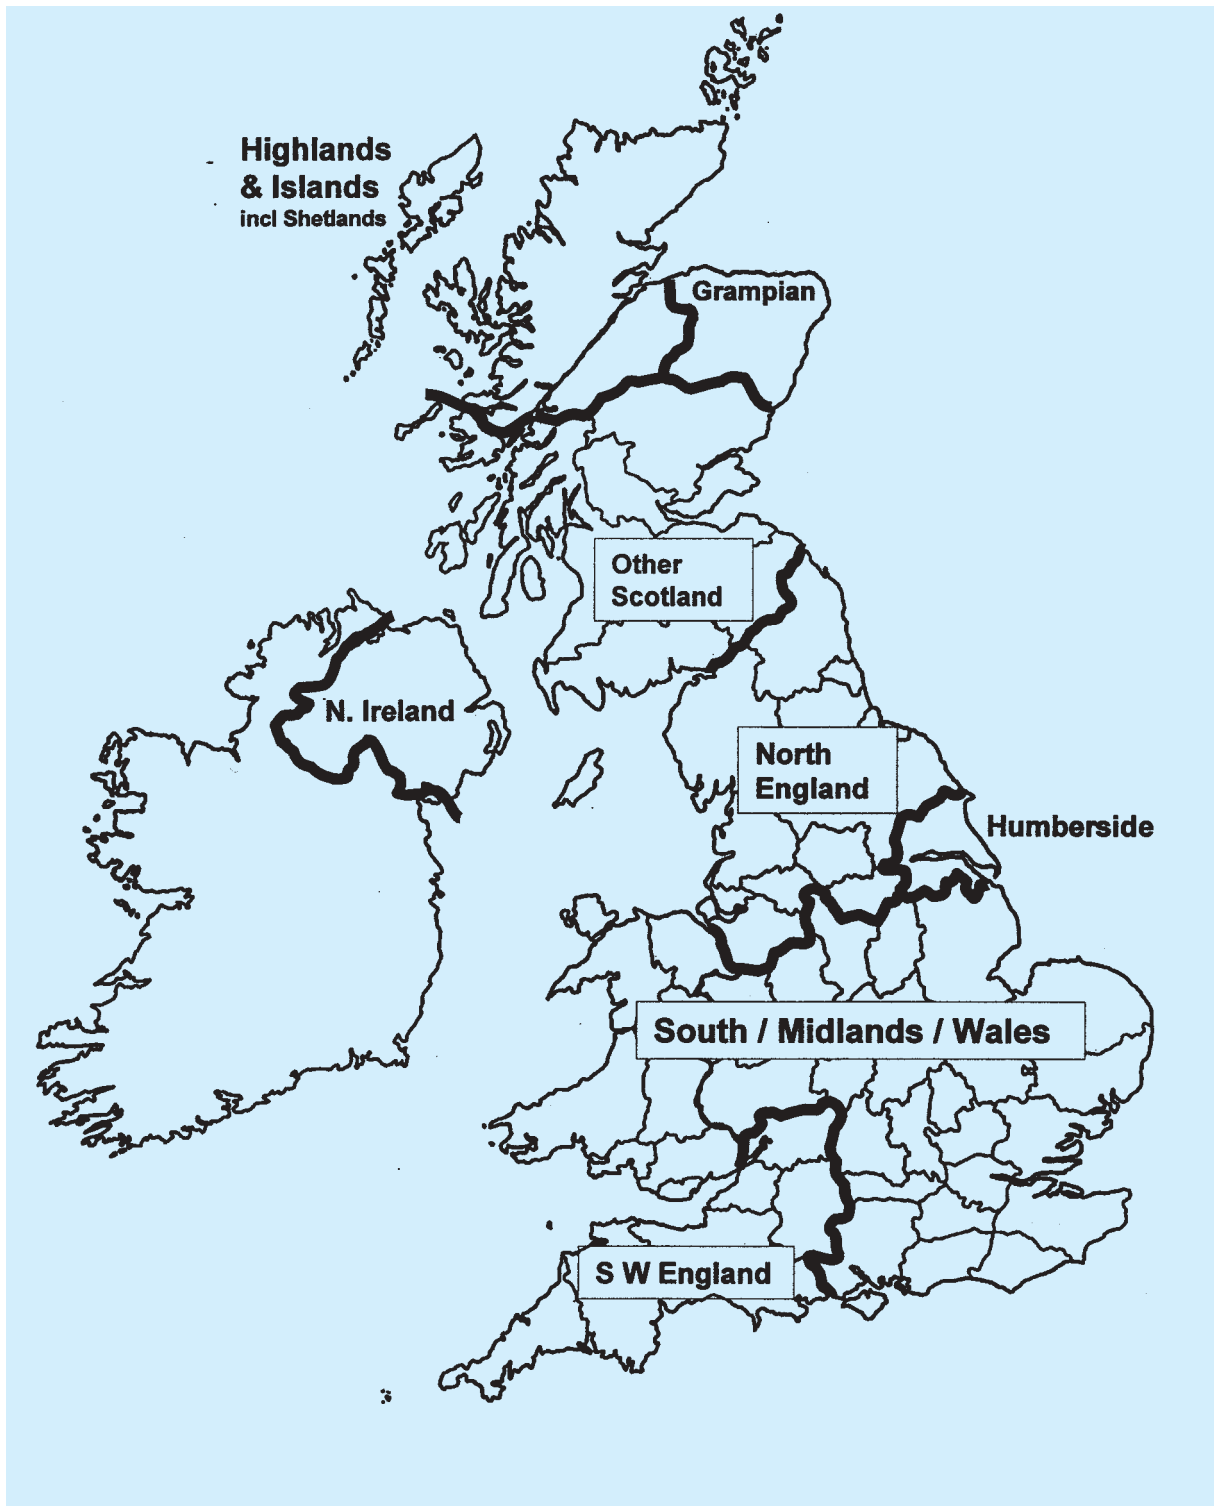 Highlands
& Islands
incl Shetlands
Grampian
Other
Scotland
N. Ireland
North
England
Humberside
South / Midlands / Wales
S W England